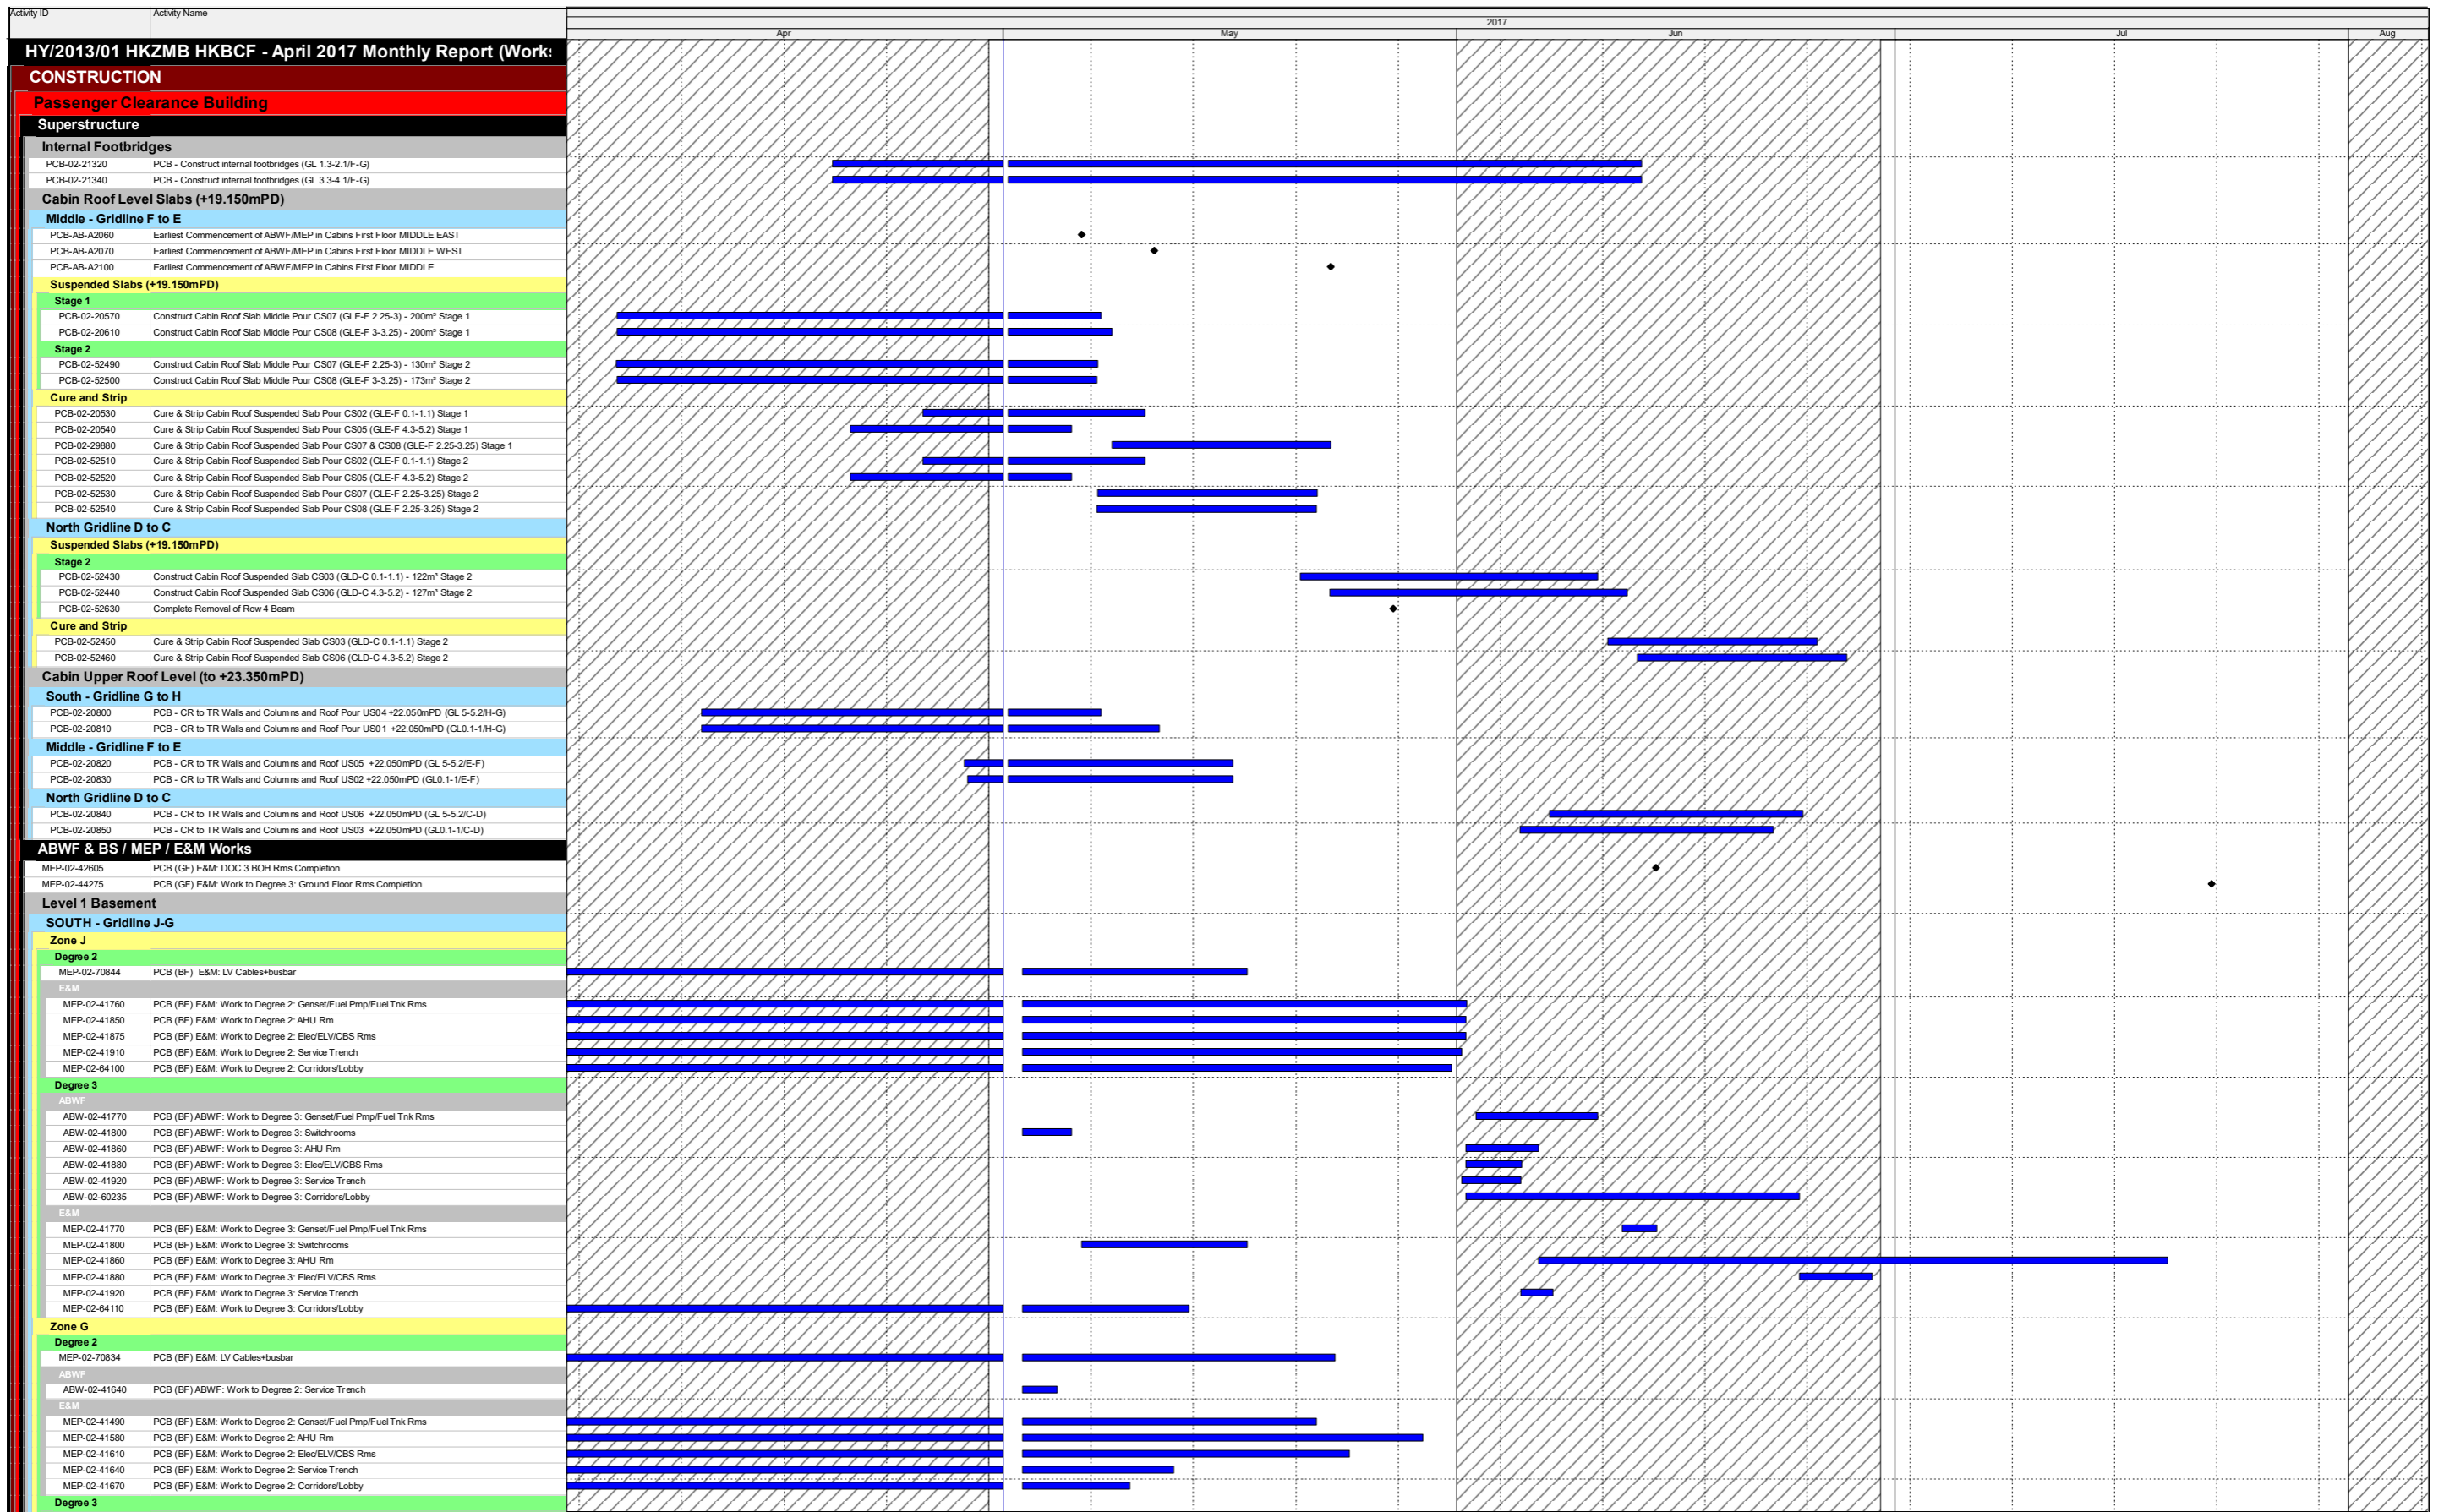 Activity ID Activity Name
2017
Apr May Jun Jul Aug
HY/2013/01 HKZMB HKBCF - April 2017 Monthly Report (Works
CONSTRUCTION
Passenger Clearance Building
Superstructure
Internal Footbridges
PCB-02-21320 PCB - Construct internal footbridges (GL 1.3-2.1/F-G)
PCB-02-21340 PCB - Construct internal footbridges (GL 3.3-4.1/F-G)
Cabin Roof Level Slabs (+19.150mPD)
Middle - Gridline F to E
PCB-AB-A2060 Earliest Commencement of ABWF/MEP in Cabins First Floor MIDDLE EAST
PCB-AB-A2070 Earliest Commencement of ABWF/MEP in Cabins First Floor MIDDLE WEST
PCB-AB-A2100 Earliest Commencement of ABWF/MEP in Cabins First Floor MIDDLE
Suspended Slabs (+19.150mPD)
Stage 1
PCB-02-20570 Construct Cabin Roof Slab Middle Pour CS07 (GLE-F 2.25-3) - 200m³ Stage 1
PCB-02-20610 Construct Cabin Roof Slab Middle Pour CS08 (GLE-F 3-3.25) - 200m³ Stage 1
Stage 2
PCB-02-52490 Construct Cabin Roof Slab Middle Pour CS07 (GLE-F 2.25-3) - 130m³ Stage 2
PCB-02-52500 Construct Cabin Roof Slab Middle Pour CS08 (GLE-F 3-3.25) - 173m³ Stage 2
Cure and Strip
PCB-02-20530 Cure & Strip Cabin Roof Suspended Slab Pour CS02 (GLE-F 0.1-1.1) Stage 1
PCB-02-20540 Cure & Strip Cabin Roof Suspended Slab Pour CS05 (GLE-F 4.3-5.2) Stage 1
PCB-02-29880 Cure & Strip Cabin Roof Suspended Slab Pour CS07 & CS08 (GLE-F 2.25-3.25) Stage 1
PCB-02-52510 Cure & Strip Cabin Roof Suspended Slab Pour CS02 (GLE-F 0.1-1.1) Stage 2
PCB-02-52520 Cure & Strip Cabin Roof Suspended Slab Pour CS05 (GLE-F 4.3-5.2) Stage 2
PCB-02-52530 Cure & Strip Cabin Roof Suspended Slab Pour CS07 (GLE-F 2.25-3.25) Stage 2
PCB-02-52540 Cure & Strip Cabin Roof Suspended Slab Pour CS08 (GLE-F 2.25-3.25) Stage 2
North Gridline D to C
Suspended Slabs (+19.150mPD)
Stage 2
PCB-02-52430 Construct Cabin Roof Suspended Slab CS03 (GLD-C 0.1-1.1) - 122m³ Stage 2
PCB-02-52440 Construct Cabin Roof Suspended Slab CS06 (GLD-C 4.3-5.2) - 127m³ Stage 2
PCB-02-52630 Complete Removal of Row 4 Beam
Cure and Strip
PCB-02-52450 Cure & Strip Cabin Roof Suspended Slab CS03 (GLD-C 0.1-1.1) Stage 2
PCB-02-52460 Cure & Strip Cabin Roof Suspended Slab CS06 (GLD-C 4.3-5.2) Stage 2
Cabin Upper Roof Level (to +23.350mPD)
South - Gridline G to H
PCB-02-20800 PCB - CR to TR Walls and Columns and Roof Pour US04 +22.050mPD (GL 5-5.2/H-G)
PCB-02-20810 PCB - CR to TR Walls and Columns and Roof Pour US01 +22.050mPD (GL0.1-1/H-G)
Middle - Gridline F to E
PCB-02-20820 PCB - CR to TR Walls and Columns and Roof US05 +22.050mPD (GL 5-5.2/E-F)
PCB-02-20830 PCB - CR to TR Walls and Columns and Roof US02 +22.050mPD (GL0.1-1/E-F)
North Gridline D to C
PCB-02-20840 PCB - CR to TR Walls and Columns and Roof US06 +22.050mPD (GL 5-5.2/C-D)
PCB-02-20850 PCB - CR to TR Walls and Columns and Roof US03 +22.050mPD (GL0.1-1/C-D)
ABWF & BS / MEP / E&M Works
MEP-02-42605 PCB (GF) E&M: DOC 3 BOH Rms Completion
MEP-02-44275 PCB (GF) E&M: Work to Degree 3: Ground Floor Rms Completion
Level 1 Basement
SOUTH - Gridline J-G
Zone J
Degree 2
MEP-02-70844 PCB (BF) E&M: LV Cables+busbar
E&M
MEP-02-41760 PCB (BF) E&M: Work to Degree 2: Genset/Fuel Pmp/Fuel Tnk Rms
MEP-02-41850 PCB (BF) E&M: Work to Degree 2: AHU Rm
MEP-02-41875 PCB (BF) E&M: Work to Degree 2: Elec/ELV/CBS Rms
MEP-02-41910 PCB (BF) E&M: Work to Degree 2: Service Trench
MEP-02-64100 PCB (BF) E&M: Work to Degree 2: Corridors/Lobby
Degree 3
ABWF
ABW-02-41770 PCB (BF) ABWF: Work to Degree 3: Genset/Fuel Pmp/Fuel Tnk Rms
ABW-02-41800 PCB (BF) ABWF: Work to Degree 3: Switchrooms
ABW-02-41860 PCB (BF) ABWF: Work to Degree 3: AHU Rm
ABW-02-41880 PCB (BF) ABWF: Work to Degree 3: Elec/ELV/CBS Rms
ABW-02-41920 PCB (BF) ABWF: Work to Degree 3: Service Trench
ABW-02-60235 PCB (BF) ABWF: Work to Degree 3: Corridors/Lobby
E&M
MEP-02-41770 PCB (BF) E&M: Work to Degree 3: Genset/Fuel Pmp/Fuel Tnk Rms
MEP-02-41800 PCB (BF) E&M: Work to Degree 3: Switchrooms
MEP-02-41860 PCB (BF) E&M: Work to Degree 3: AHU Rm
MEP-02-41880 PCB (BF) E&M: Work to Degree 3: Elec/ELV/CBS Rms
MEP-02-41920 PCB (BF) E&M: Work to Degree 3: Service Trench
MEP-02-64110 PCB (BF) E&M: Work to Degree 3: Corridors/Lobby
Zone G
Degree 2
MEP-02-70834 PCB (BF) E&M: LV Cables+busbar
ABWF
ABW-02-41640 PCB (BF) ABWF: Work to Degree 2: Service Trench
E&M
MEP-02-41490 PCB (BF) E&M: Work to Degree 2: Genset/Fuel Pmp/Fuel Tnk Rms
MEP-02-41580 PCB (BF) E&M: Work to Degree 2: AHU Rm
MEP-02-41610 PCB (BF) E&M: Work to Degree 2: Elec/ELV/CBS Rms
MEP-02-41640 PCB (BF) E&M: Work to Degree 2: Service Trench
MEP-02-41670 PCB (BF) E&M: Work to Degree 2: Corridors/Lobby
Degree 3